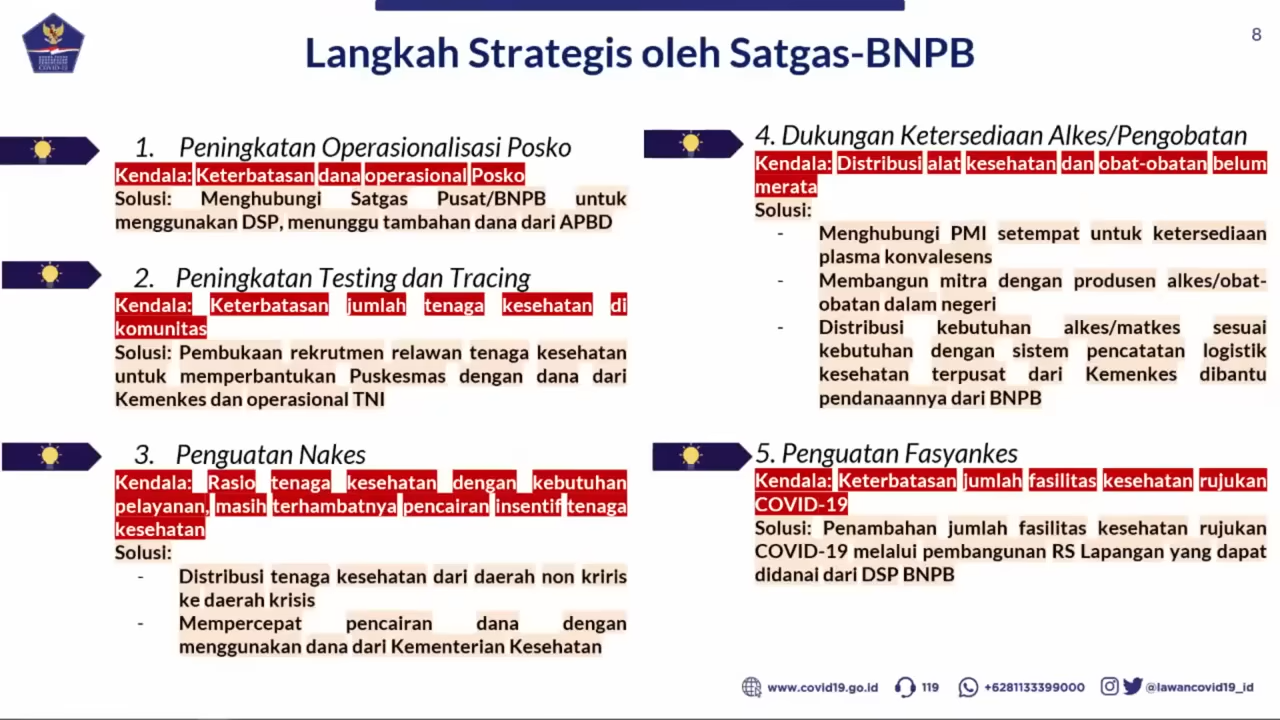 8
Langkah Strategis oleh Satgas-BNPB
1. Peningkatan Operasionalisasi Posko
Kendala: Keterbatasan dana operasional Posko
Solusi: Menghubungi Satgas Pusat/BNPB untuk
menggunakan DSP, menunggu tambahan dana dari APBD
2. Peningkatan Testing dan Tracing
Kendala: Keterbatasan jumlah tenaga kesehatan di
komunitas
Solusi: Pembukaan rekrutmen relawan tenaga kesehatan
untuk memperbantukan Puskesmas dengan dana dari
Kemenkes dan operasional TNI
3. Penguatan Nakes
Kendala: Rasio tenaga kesehatan dengan kebutuhan
pelayanan, masih terhambatnya pencairan insentif tenaga
kesehatan
Solusi:
- Distribusi tenaga kesehatan dari daerah non kriris
ke daerah krisis
- Mempercepat pencairan dana dengan
menggunakan dana dari Kementerian Kesehatan
4. Dukungan Ketersediaan Alkes/Pengobatan
Kendala: Distribusi alat kesehatan dan obat-obatan belum
merata
Solusi:
- Menghubungi PMI setempat untuk ketersediaan
plasma konvalesens
- Membangun mitra dengan produsen alkes/obat-
obatan dalam negeri
- Distribusi kebutuhan alkes/matkes sesuai
kebutuhan dengan sistem pencatatan logistik
kesehatan terpusat dari Kemenkes dibantu
pendanaannya dari BNPB
5. Penguatan Fasyankes
Kendala: Keterbatasan jumlah fasilitas kesehatan rujukan
COVID-19
Solusi: Penambahan jumlah fasilitas kesehatan rujukan
COVID-19 melalui pembangunan RS Lapangan yang dapat
didanai dari DSP BNPB
www.covid19.go.id 119 +6281133399000 @lawancovid19_id